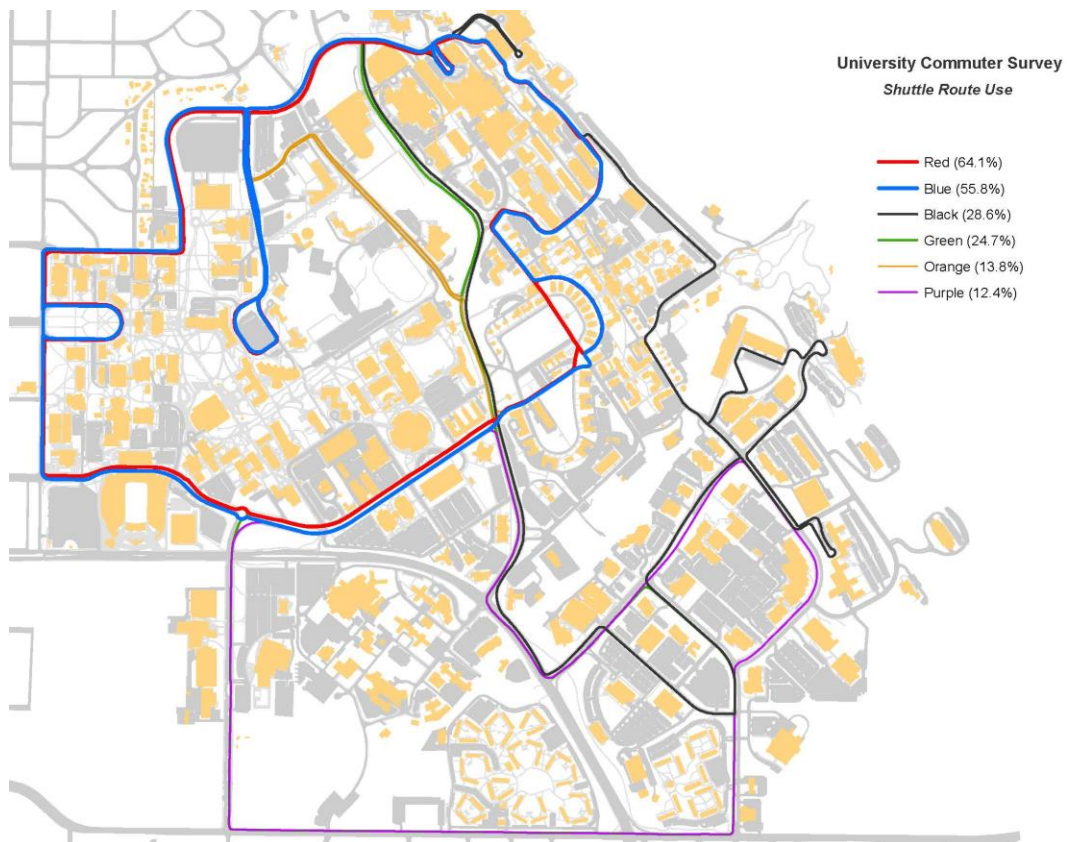 University Commuter Survey
Shuttle Route Use
Red (64.1%)
Blue (55.8%)
Black (28.6%)
Green (24.7%)
Orange (13.8%)
Purple (12.4%)